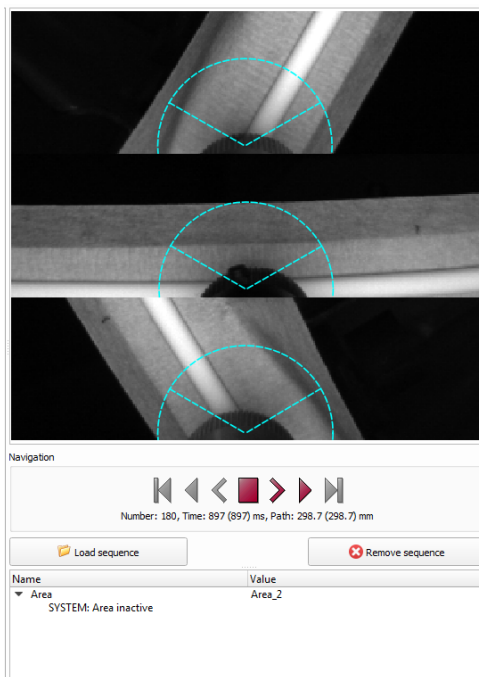 Navigation
Number: 180, Time: 897 (897) ms, Path: 298.7 (298.7) mm
Load sequence
Remove sequence
Name Value
Area Area_2
SYSTEM: Area inactive